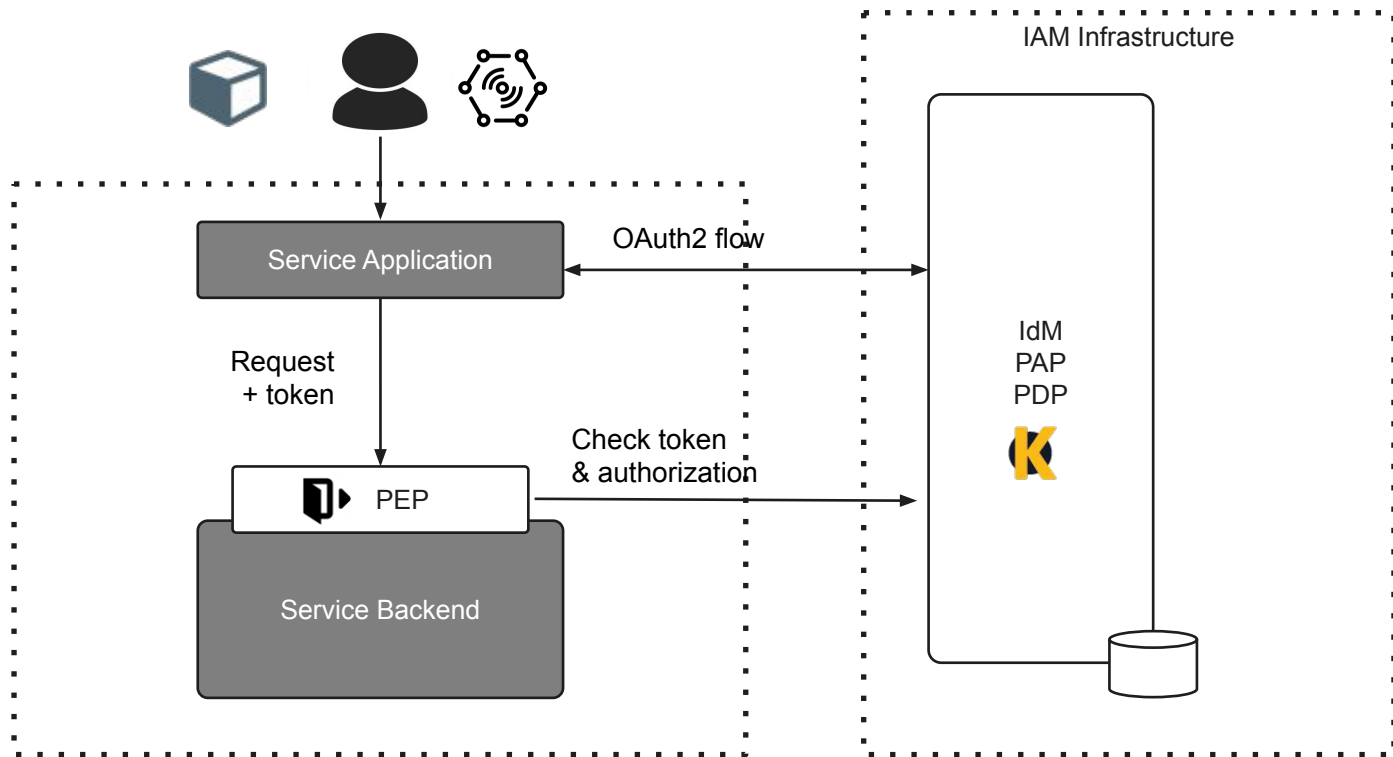 IAM Infrastructure
Service Application
OAuth2 flow
Request
+ token
IdM
PAP
PDP
K
Check token
& authorization
PEP
Service Backend